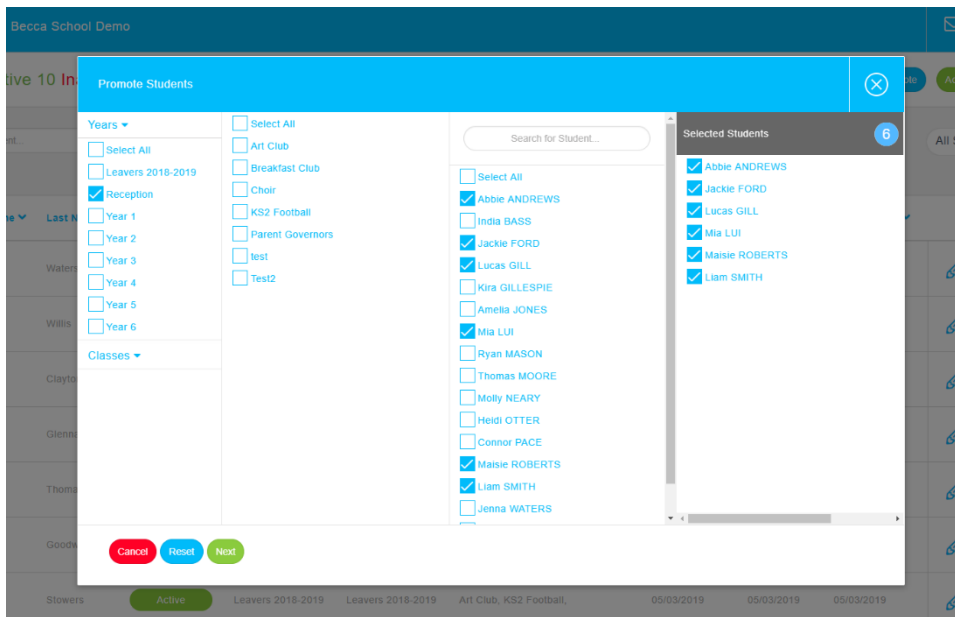 Becca School Demo
tive 10 In
Promote Students
Years
Select All
Leavers 2018-2019
Reception
Year 1
Year 2
Year 3
Year 4
Year 5
Year 6
Classes
Select All
Art Club
Breakfast Club
Choir
KS2 Football
Parent Governors
test
Test2
Search for Student...
Select All
Abbie ANDREWS
India BASS
Jackie FORD
Lucas GILL
Kira GILLESPIE
Amelia JONES
Mia LUI
Ryan MASON
Thomas MOORE
Molly NEARY
Heidi OTTER
Connor PACE
Maisie ROBERTS
Liam SMITH
Jenna WATERS
Selected Students 6
Abbie ANDREWS
Jackie FORD
Lucas GILL
Mia LUI
Maisie ROBERTS
Liam SMITH
Cancel Reset Next
Last N
Waters
Willis
Clayto
Glenna
Thoma
Goodw
All
Stowers Active Leavers 2018-2019 Leavers 2018-2019 Art Club, KS2 Football, 05/03/2019 05/03/2019 05/03/2019